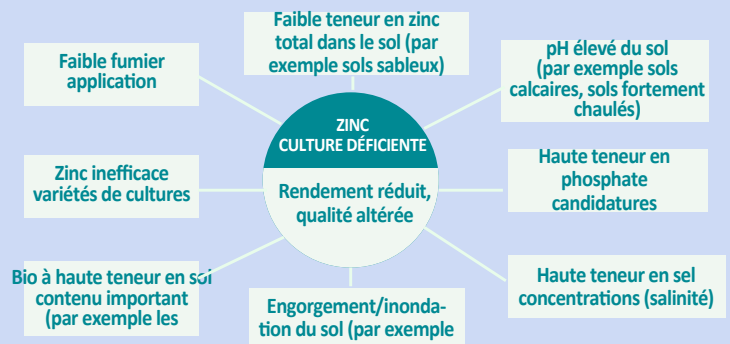 Faible teneur en zinc
total dans le sol (par
exemple sols sableux)
Faible fumier
application
pH élevé du sol
(par exemple sols
calcaires, sols fortement
chaulés)
ZINC
CULTURE DÉFICIENTE
Rendement réduit,
qualité altérée
Zinc inefficace
variétés de cultures
Haute teneur en
phosphate
candidatures
Bio à haute teneur en soi
contenu important
(par exemple les
Engorgement/inonda-
tion du sol (par exemple
Haute teneur en sel
concentrations (salinité)